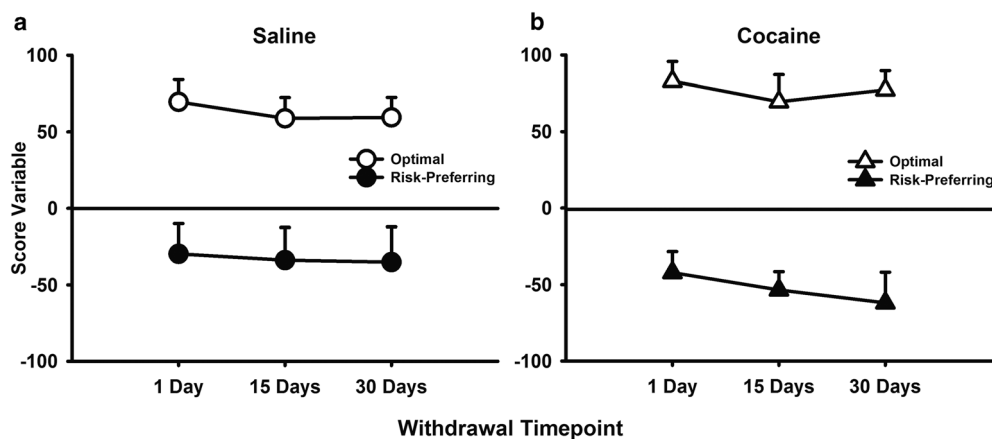 a
Saline
Score Variable
100
50
0
-50
-100
Optimal
Risk-Preferring
1 Day 15 Days 30 Days
b
Cocaine
100
50
0
-50
-100
Optimal
Risk-Preferring
1 Day 15 Days 30 Days
Withdrawal Timepoint